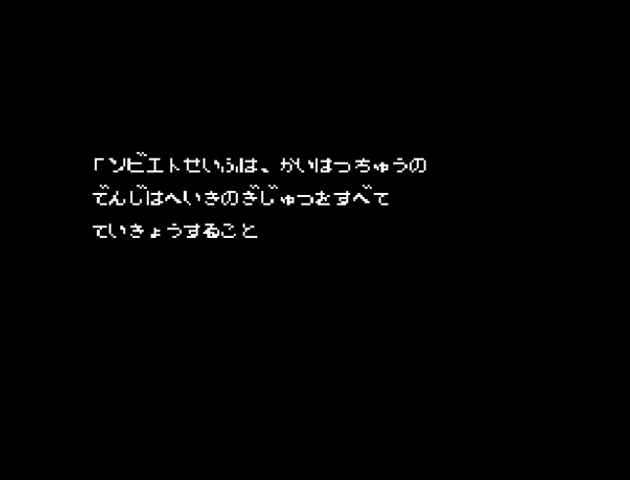 「ソビエトせいふは、かいはつちゅうの
でんじはへいきのぎじゅつをすべて
ていきょうすること